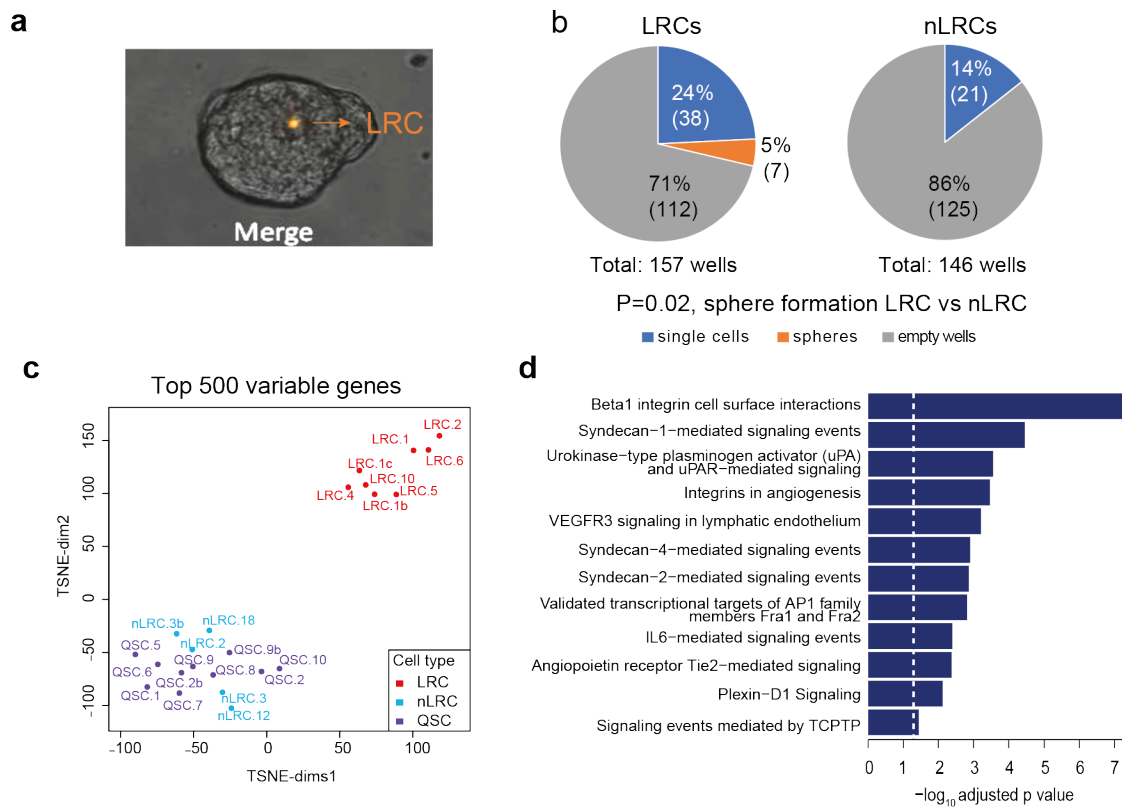 a
LRC
Merge
b
LRCs
nLRCs
24%
(38)
5%
(7)
71%
(112)
14%
(21)
86%
(125)
Total: 157 wells
Total: 146 wells
P=0.02, sphere formation LRC vs nLRC
single cells
spheres
empty wells
c
Top 500 variable genes
TSNE-dim2
150
100
50
0
−50
−100
LRC.2
LRC.1
LRC.6
LRC.1c
LRC.10
LRC.4
LRC.5
LRC.1b
nLRC.3b
nLRC.18
QSC.5
nLRC.2
QSC.9b
QSC.9
QSC.10
QSC.6
QSC.8
QSC.2b
QSC.2
QSC.1
QSC.7
nLRC.3
nLRC.12
Cell type
LRC
nLRC
QSC
−100
−50
0
50
100
TSNE-dims1
d
Beta1 integrin cell surface interactions
Syndecan−1−mediated signaling events
Urokinase−type plasminogen activator (uPA)
and uPAR−mediated signaling
Integrins in angiogenesis
VEGFR3 signaling in lymphatic endothelium
Syndecan−4−mediated signaling events
Syndecan−2−mediated signaling events
Validated transcriptional targets of AP1 family
members Fra1 and Fra2
IL6−mediated signaling events
Angiopoietin receptor Tie2−mediated signaling
Plexin−D1 Signaling
Signaling events mediated by TCPTP
0 1 2 3 4 5 6 7
−log10 adjusted p value